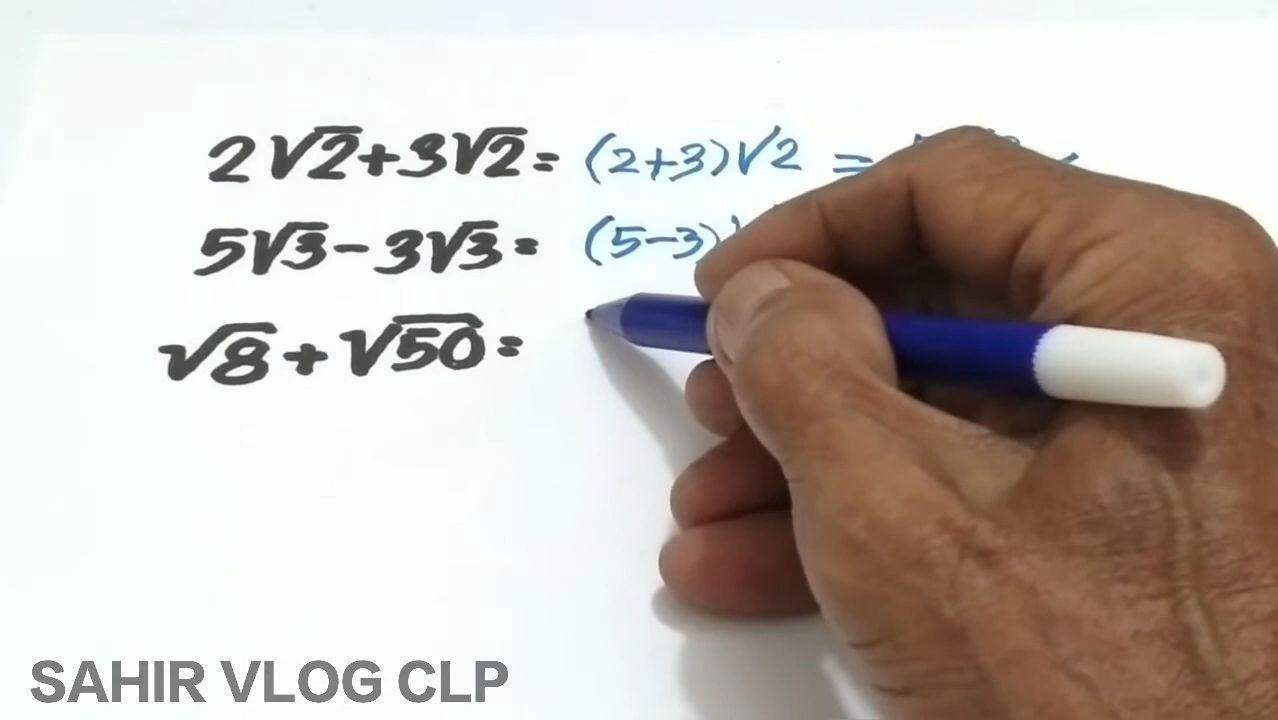 2√2+3√2= (2+3)√2 =
5√3-3√3= (5-3)
√8+√50=
SAHIR VLOG CLP